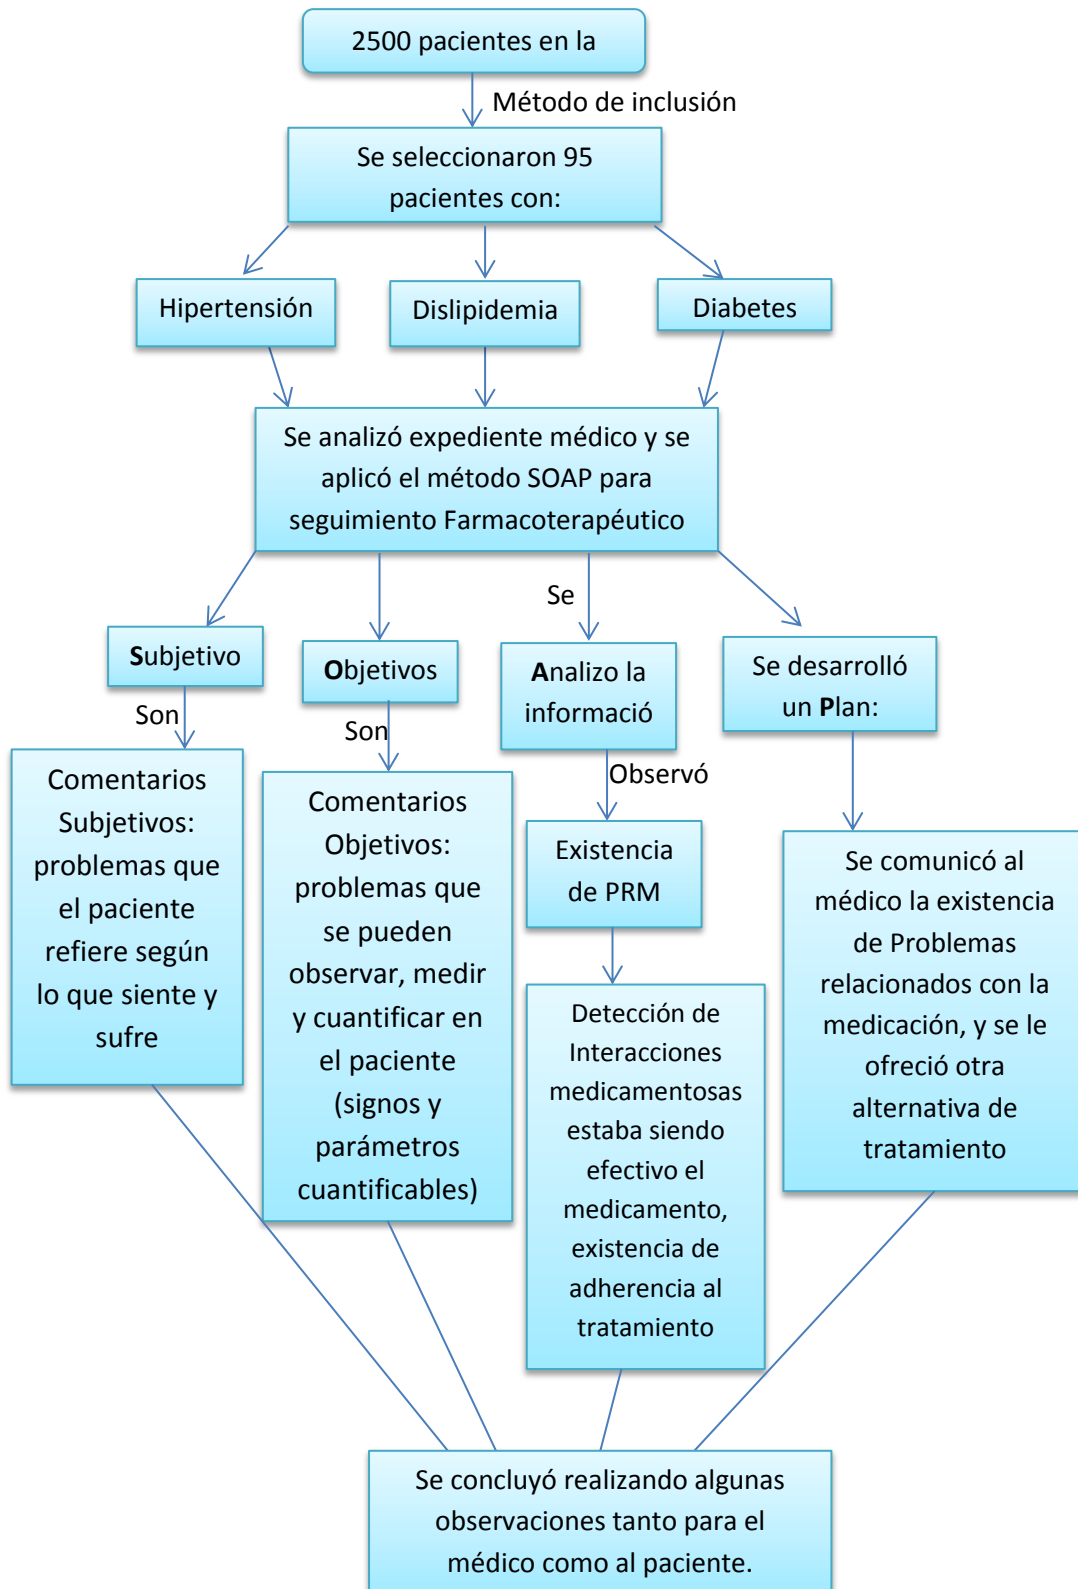 2500 pacientes en la
Método de inclusión
Se seleccionaron 95
pacientes con:
Hipertensión
Dislipidemia
Diabetes
Se analizó expediente médico y se
aplicó el método SOAP para
seguimiento Farmacoterapéutico
Subjetivo
Son
Comentarios
Subjetivos:
problemas que
el paciente
refiere según
lo que siente y
sufre
Objetivos
Son
Comentarios
Objetivos:
problemas que
se pueden
observar, medir
y cuantificar en
el paciente
(signos y
parámetros
cuantificables)
Se
Analizo la
informació
Observó
Existencia
de PRM
Detección de
Interacciones
medicamentosas
estaba siendo
efectivo el
medicamento,
existencia de
adherencia al
tratamiento
Se desarrolló
un Plan:
Se comunicó al
médico la existencia
de Problemas
relacionados con la
medicación, y se le
ofreció otra
alternativa de
tratamiento
Se concluyó realizando algunas
observaciones tanto para el
médico como al paciente.